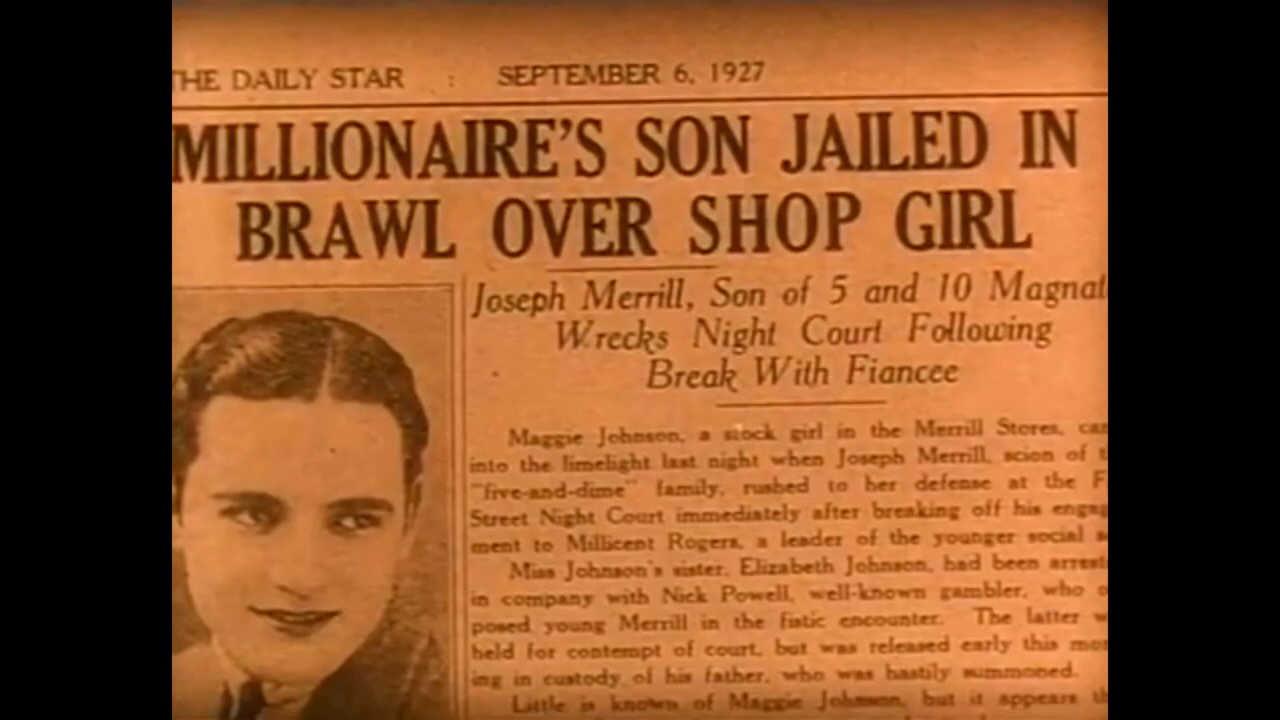 THE DAILY STAR : SEPTEMBER 6, 1927
MILLIONAIRE'S SON JAILED IN
BRAWL OVER SHOP GIRL
Joseph Merrill, Son of 5 and 10 Magnat
Wrecks Night Court Following
Break With Fiancee
Maggie Johnson, a stock girl in the Merrill Stores, ca
into the limelight last night when Joseph Merrill, scion of t
"five-and-dime" family, rushed to her defense at the F
Street Night Court immediately after breaking off his engag
ment to Millicent Rogers, a leader of the younger social s
Miss Johnson's sister, Elizabeth Johnson, had been arrest
in company with Nick Powell, well-known gambler, who o
posed young Merrill in the fistic encounter. The latter w
held for contempt of court, but was released early this mor
ing in custody of his father, who was hastily summoned.
Little is known of Maggie Johnson, but it appears th